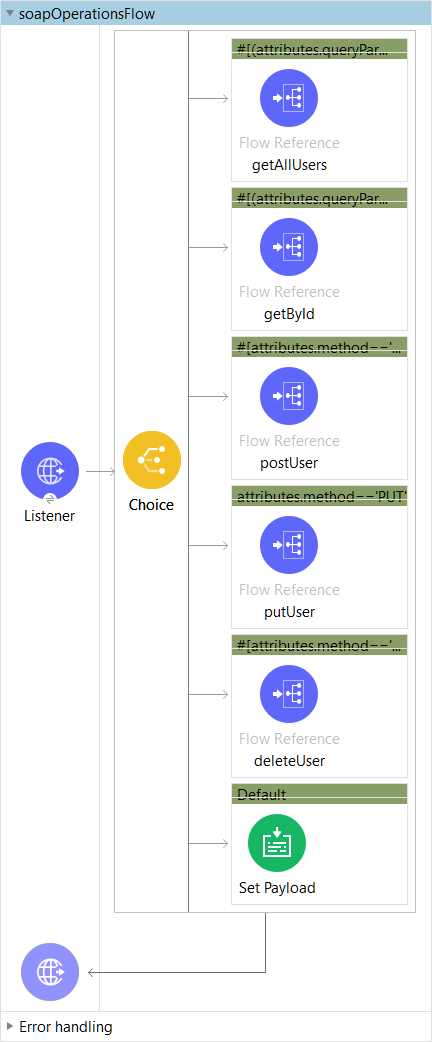 soapOperationsFlow
#[(attributes.queryPar...
Flow Reference
getAllUsers
#[(attributes.queryPar...
Flow Reference
getById
#[attributes.method=='...
Flow Reference
postUser
Listener
Choice
attributes.method=='PUT'
Flow Reference
putUser
#[attributes.method=='...
Flow Reference
deleteUser
Default
Set Payload
Error handling